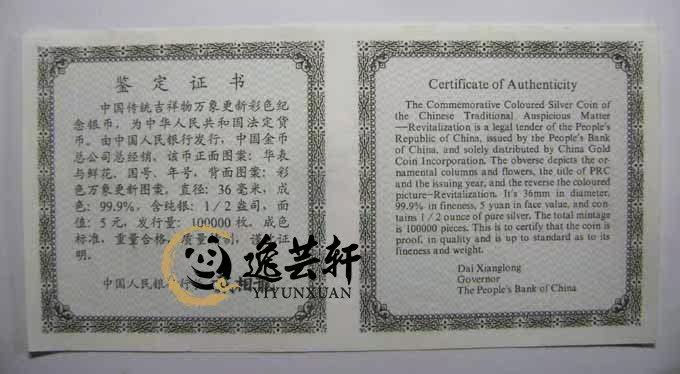 鉴定证书
中国传统吉祥物万象更新彩色纪
念银币，为中华人民共和国法定货
币。由中国人民银行发行，中国金币
总公司总经销。该币正面图案：华表
与鲜花、国号、年号，背面图案：彩
色万象更新图案。直径：36毫米，成
色：99.9%，含纯银：1/2盎司，面
值：5元，发行量：100000枚。成色
标准，重量合格，质量
明。
中国人民银行行
逸芸轩
YIYUNXUAN
Certificate of Authenticity
The Commemorative Coloured Silver Coin of
the Chinese Traditional Auspicious Matter
—Revitalization is a legal tender of the People's
Republic of China, issued by the People's Bank
of China, and solely distributed by China Gold
Coin Incorporation. The obverse depicts the or-
namental columns and flowers, the title of PRC
and the issuing year, and the reverse the coloured
picture—Revitalization. It's 36mm in diameter,
99.9% in fineness, 5 yuan in face value, and con-
tains 1/2 ounce of pure silver. The total mintage
is 100000 pieces. This is to certify that the coin is
proof, in quality and is up to standard as to its
fineness and weight.
Dai Xianglong
Governor
The People's Bank of China